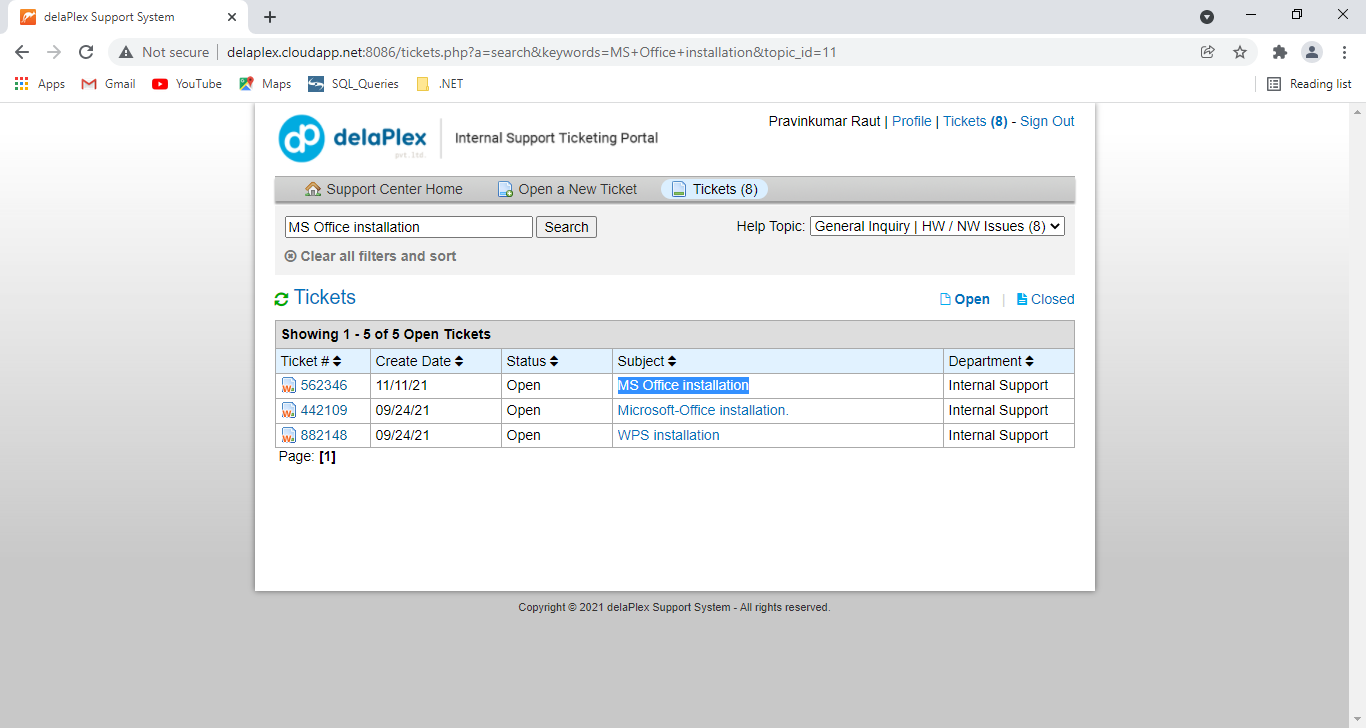 delaPlex Support System
Not secure delaplex.cloudapp.net:8086/tickets.php?a=search&keywords=MS+Office+installation&topic_id=11
Apps Gmail YouTube Maps SQL_Queries .NET Reading list
dp delaPlex pvt.ltd. Internal Support Ticketing Portal
Pravinkumar Raut | Profile | Tickets (8) - Sign Out
Support Center Home Open a New Ticket Tickets (8)
MS Office installation Search Help Topic: General Inquiry | HW / NW Issues (8)
Clear all filters and sort
Tickets Open | Closed
Showing 1 - 5 of 5 Open Tickets
Ticket # Create Date Status Subject Department
562346 11/11/21 Open MS Office installation Internal Support
442109 09/24/21 Open Microsoft-Office installation. Internal Support
882148 09/24/21 Open WPS installation Internal Support
Page: [1]
Copyright © 2021 delaPlex Support System - All rights reserved.